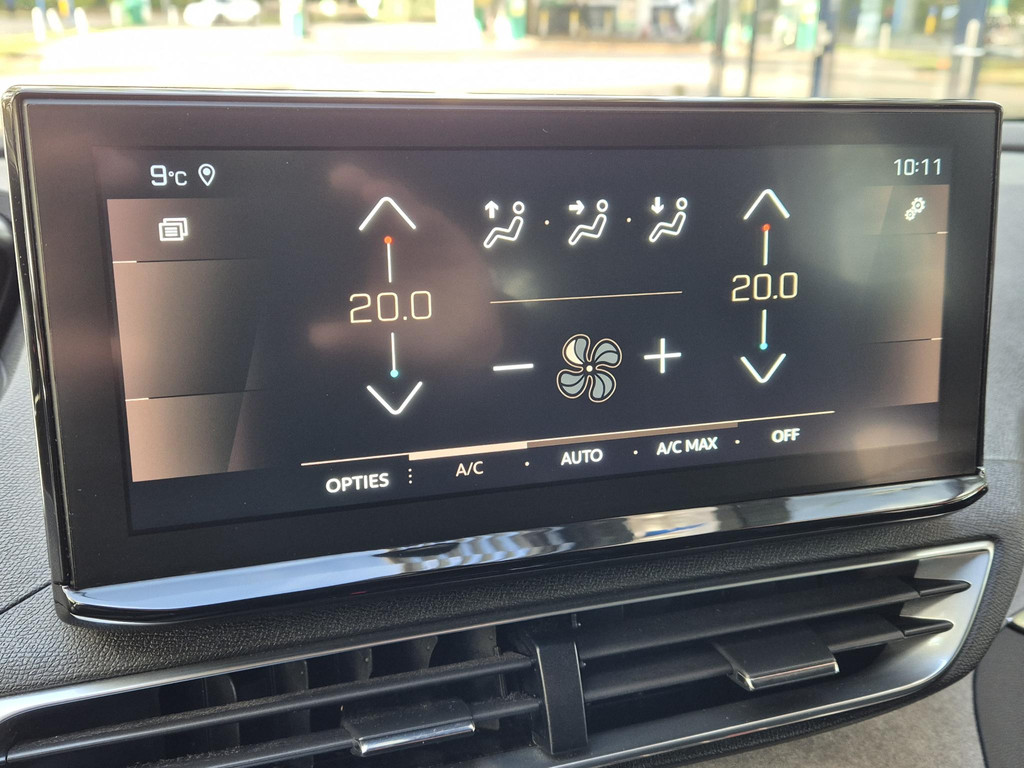 9°C
10:11
20.0
20.0
OPTIES A/C AUTO A/C MAX OFF